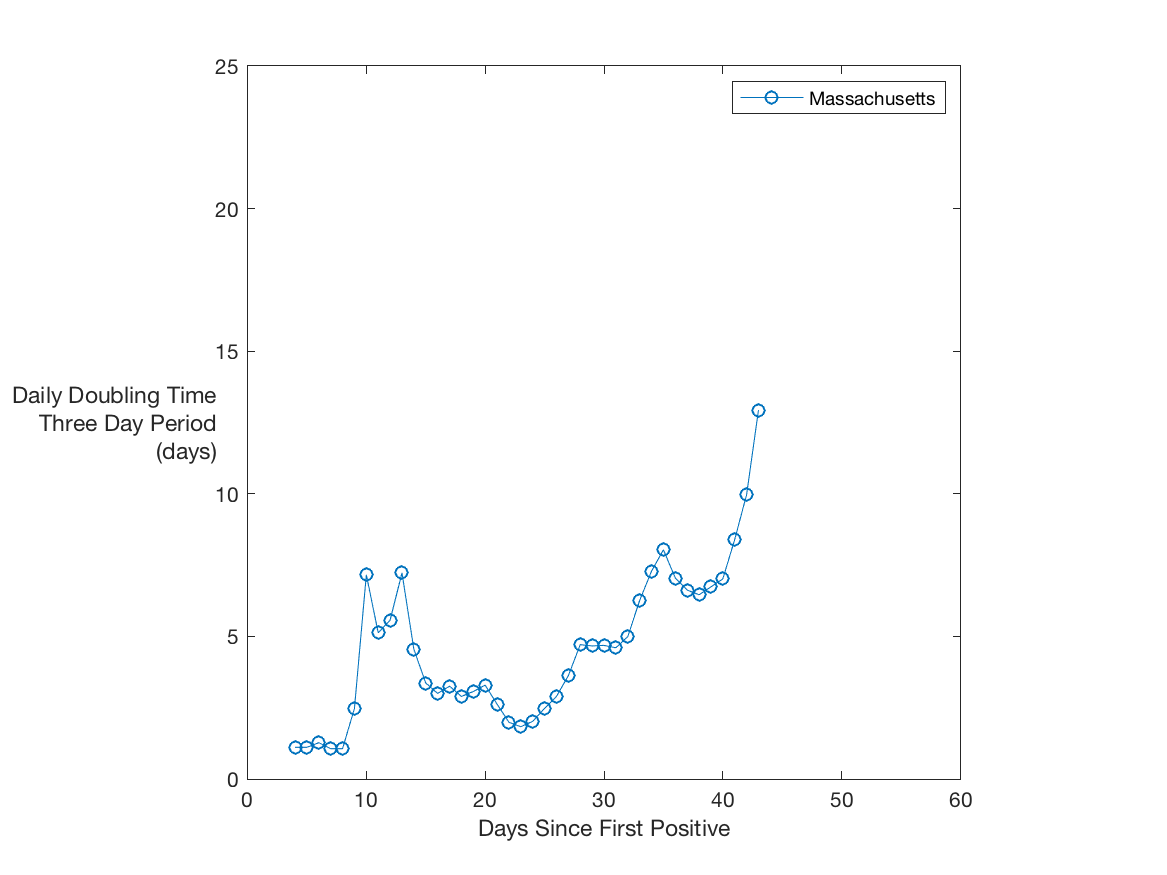 25
Massachusetts
20
15
Daily Doubling Time
Three Day Period
(days)
10
5
0
0 10 20 30 40 50 60
Days Since First Positive